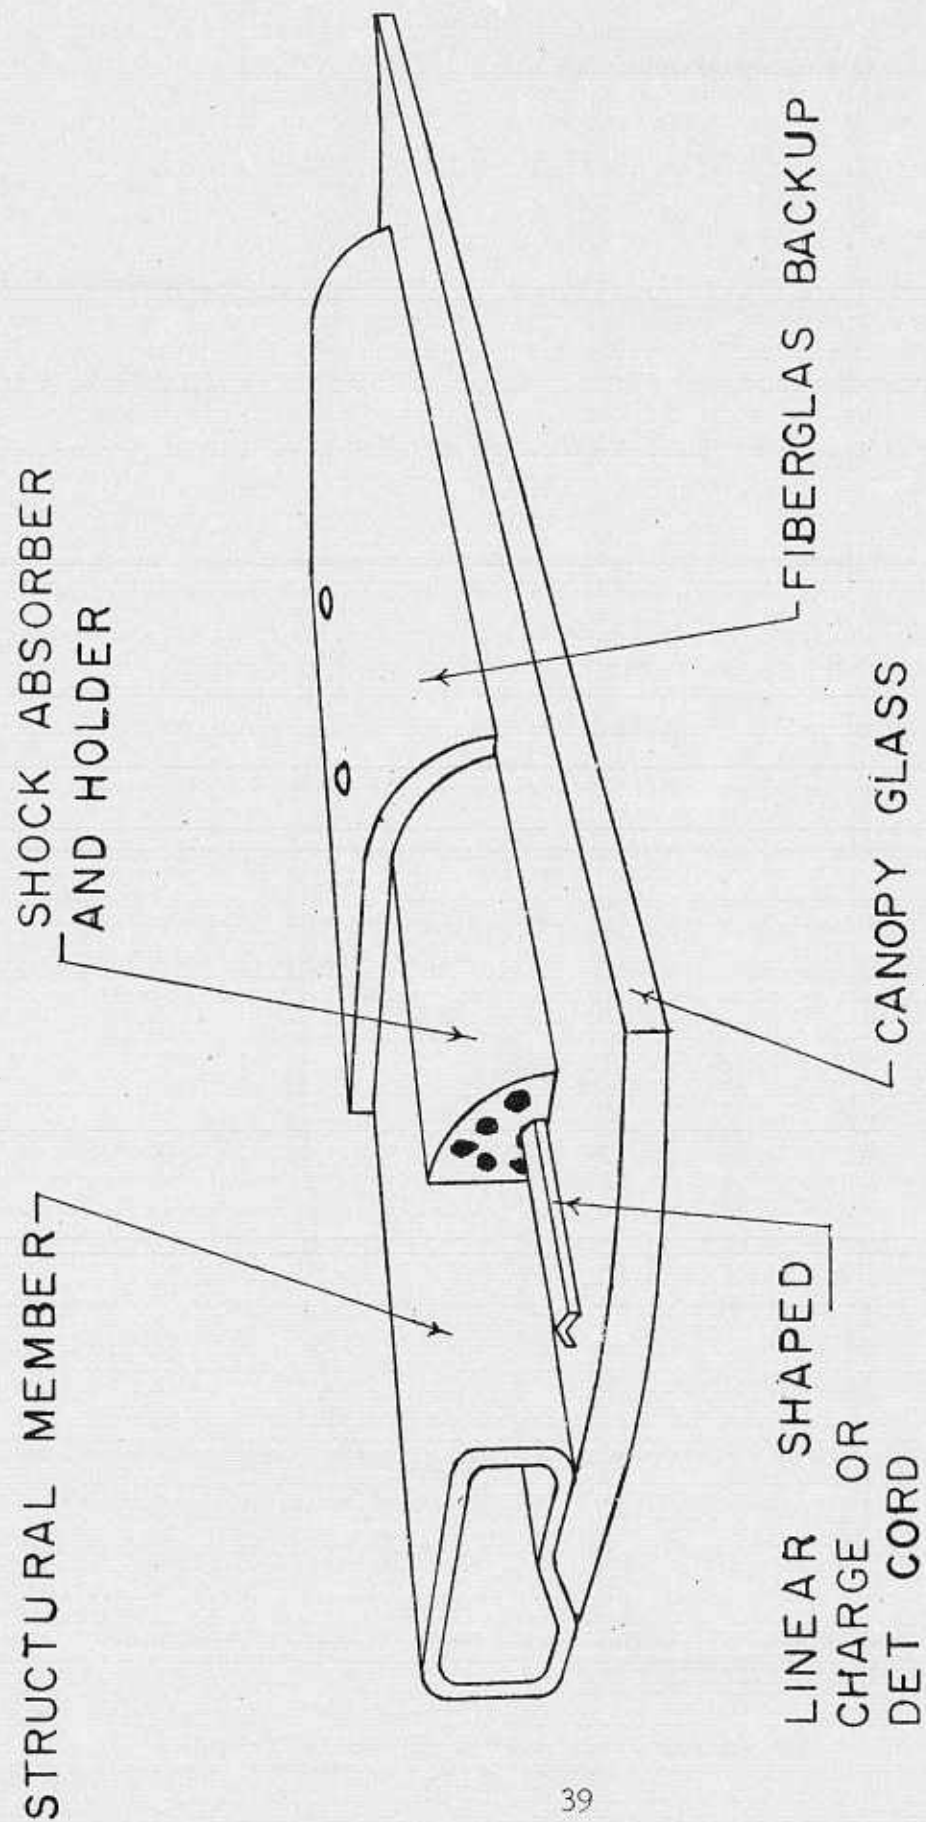 STRUCTURAL MEMBER
SHOCK ABSORBER
AND HOLDER
LINEAR SHAPED
CHARGE OR
DET CORD
CANOPY GLASS
FIBERGLAS BACKUP
39